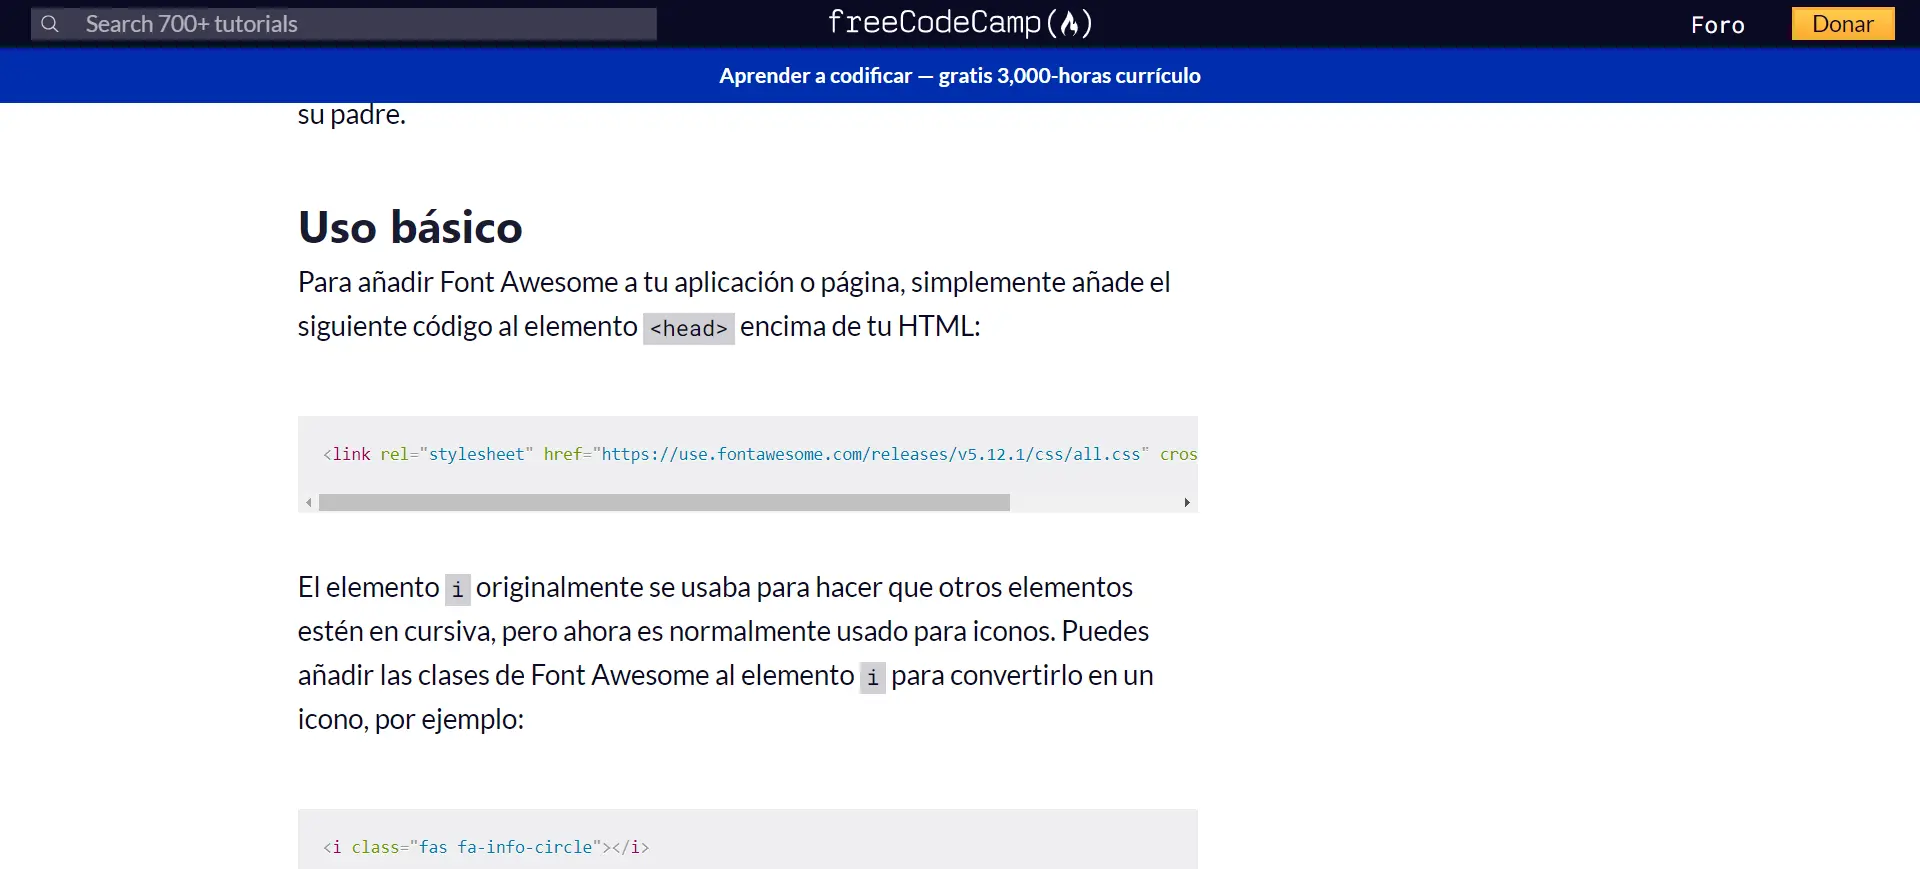 Search 700+ tutorials
freeCodeCamp(🔥)
Foro
Donar
Aprender a codificar — gratis 3,000-horas currículo
su padre.
Uso básico
Para añadir Font Awesome a tu aplicación o página, simplemente añade el
siguiente código al elemento <head> encima de tu HTML:
<link rel="stylesheet" href="https://use.fontawesome.com/releases/v5.12.1/css/all.css" cros
El elemento i originalmente se usaba para hacer que otros elementos
estén en cursiva, pero ahora es normalmente usado para iconos. Puedes
añadir las clases de Font Awesome al elemento i para convertirlo en un
icono, por ejemplo:
<i class="fas fa-info-circle"></i>